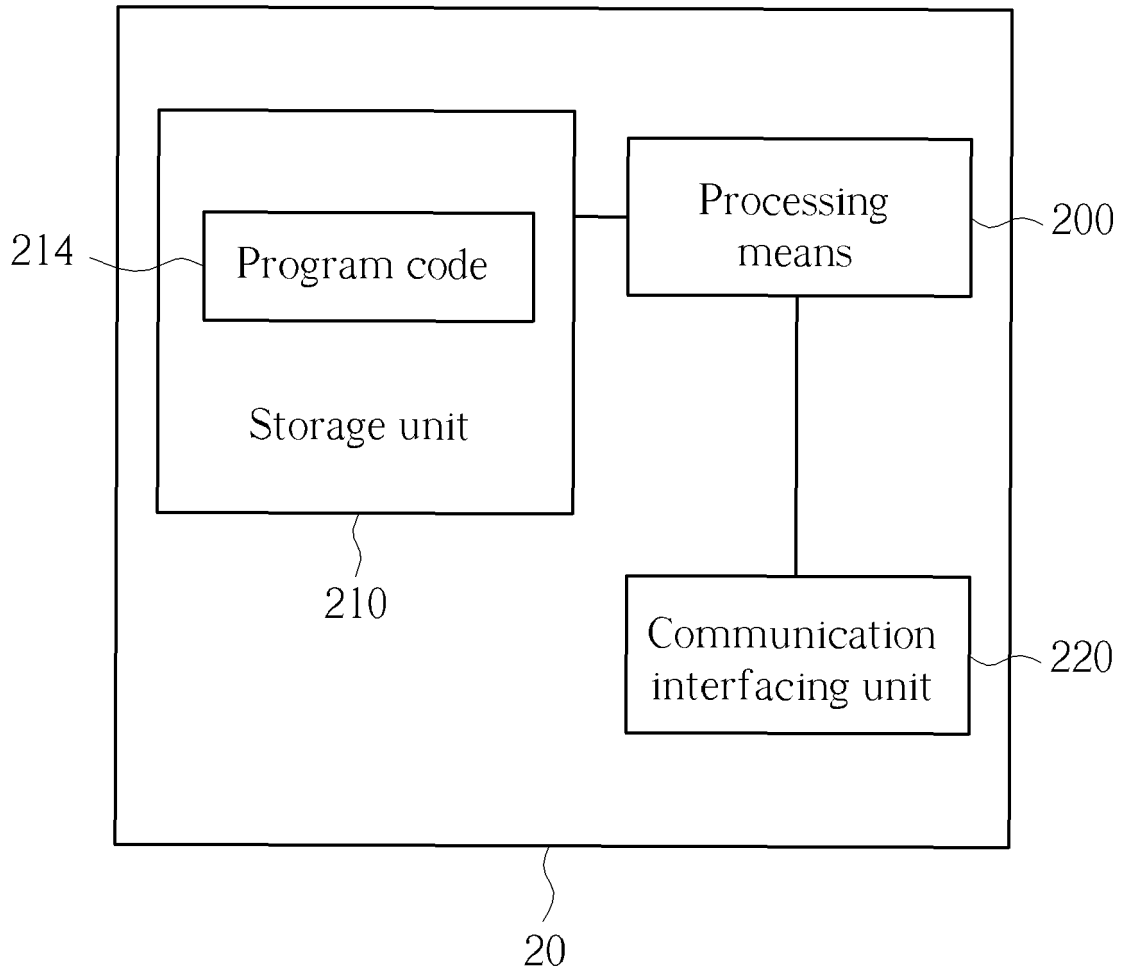 Processing
means
200
214
Program code
Storage unit
210
Communication
interfacing unit
220
20